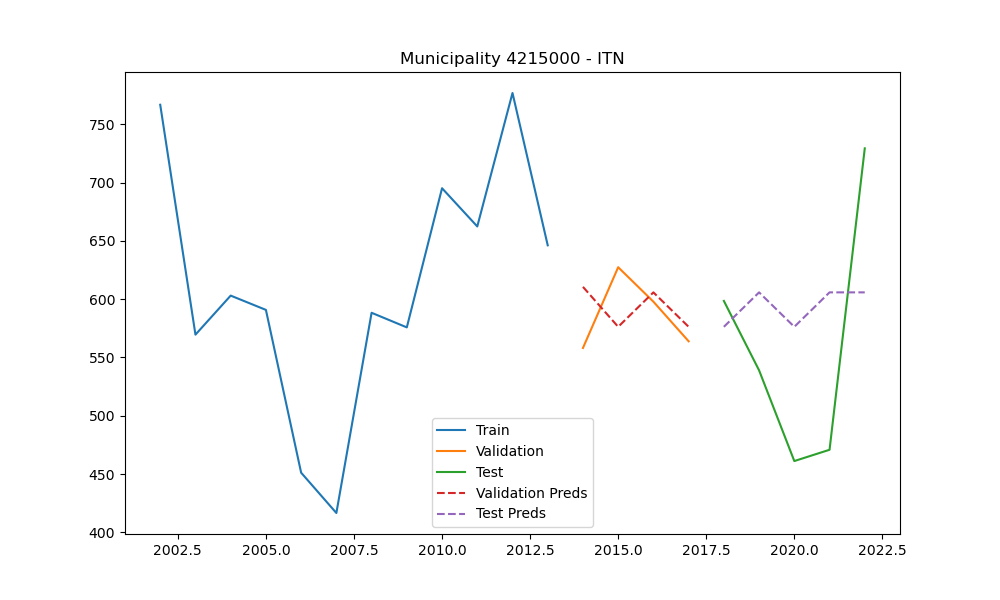 Municipality 4215000 - ITN
750
700
650
600
550
500
450
400
Train
Validation
Test
Validation Preds
Test Preds
2002.5 2005.0 2007.5 2010.0 2012.5 2015.0 2017.5 2020.0 2022.5